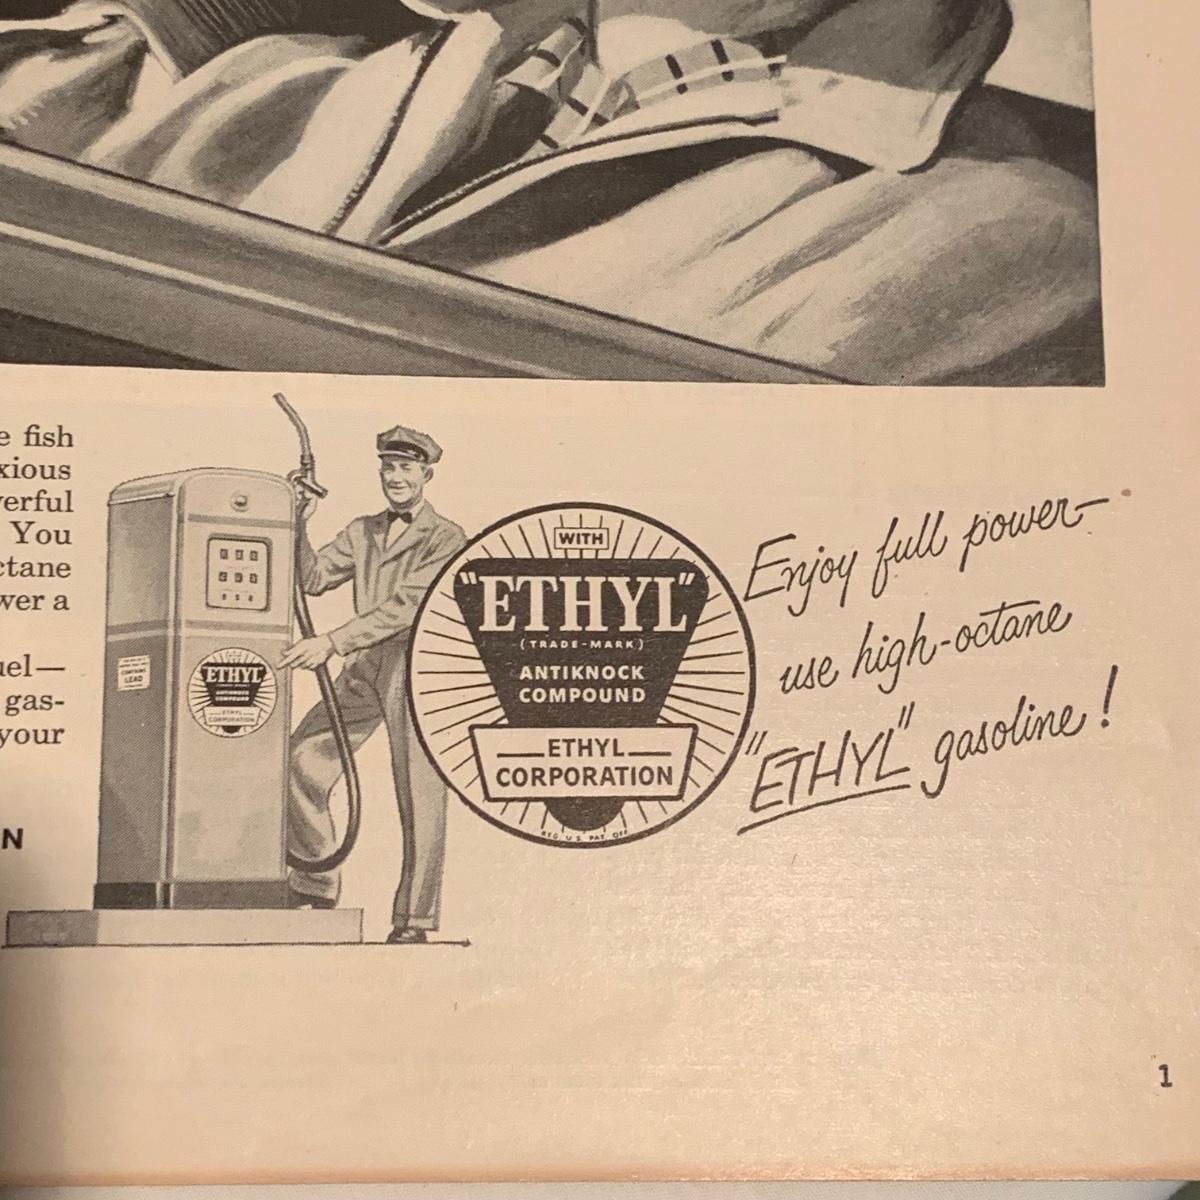 e fish
xious
verful
You
ctane
wer a
uel—
gas-
your
N
CONTAINS
LEAD
"ETHYL"
ANTIKNOCK
COMPOUND
ETHYL
CORPORATION
WITH
"ETHYL"
(TRADE-MARK)
ANTIKNOCK
COMPOUND
ETHYL
CORPORATION
REG. U.S. PAT. OFF.
Enjoy full power—
use high-octane
"ETHYL" gasoline!
1